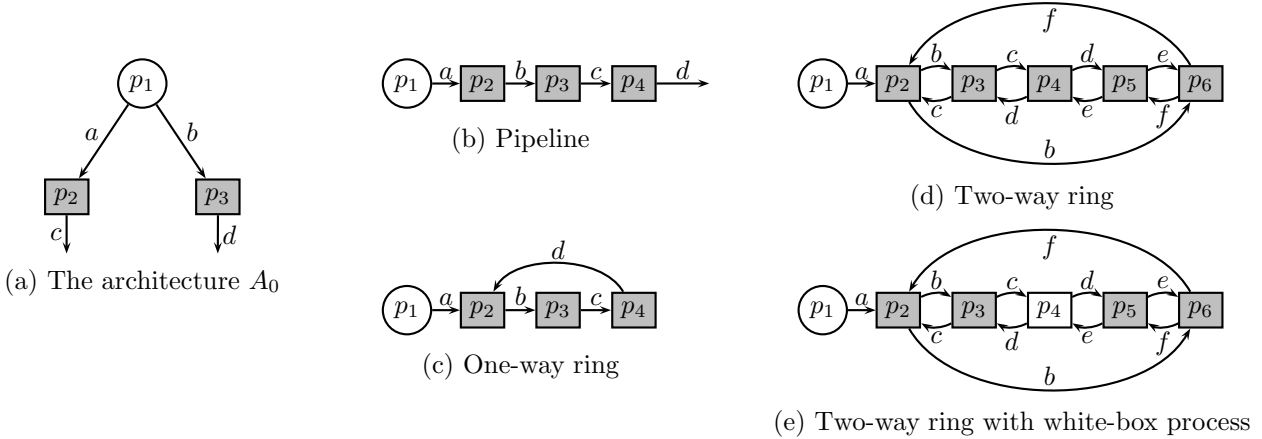 p1
a
b
p2
p3
c
d
(a) The architecture A0
p1 a p2 b p3 c p4 d
(b) Pipeline
d
p1 a p2 b p3 c p4
(c) One-way ring
f
b c d e
p1 a p2 p3 p4 p5 p6
c d e f
b
(d) Two-way ring
f
b c d e
p1 a p2 p3 p4 p5 p6
c d e f
b
(e) Two-way ring with white-box process